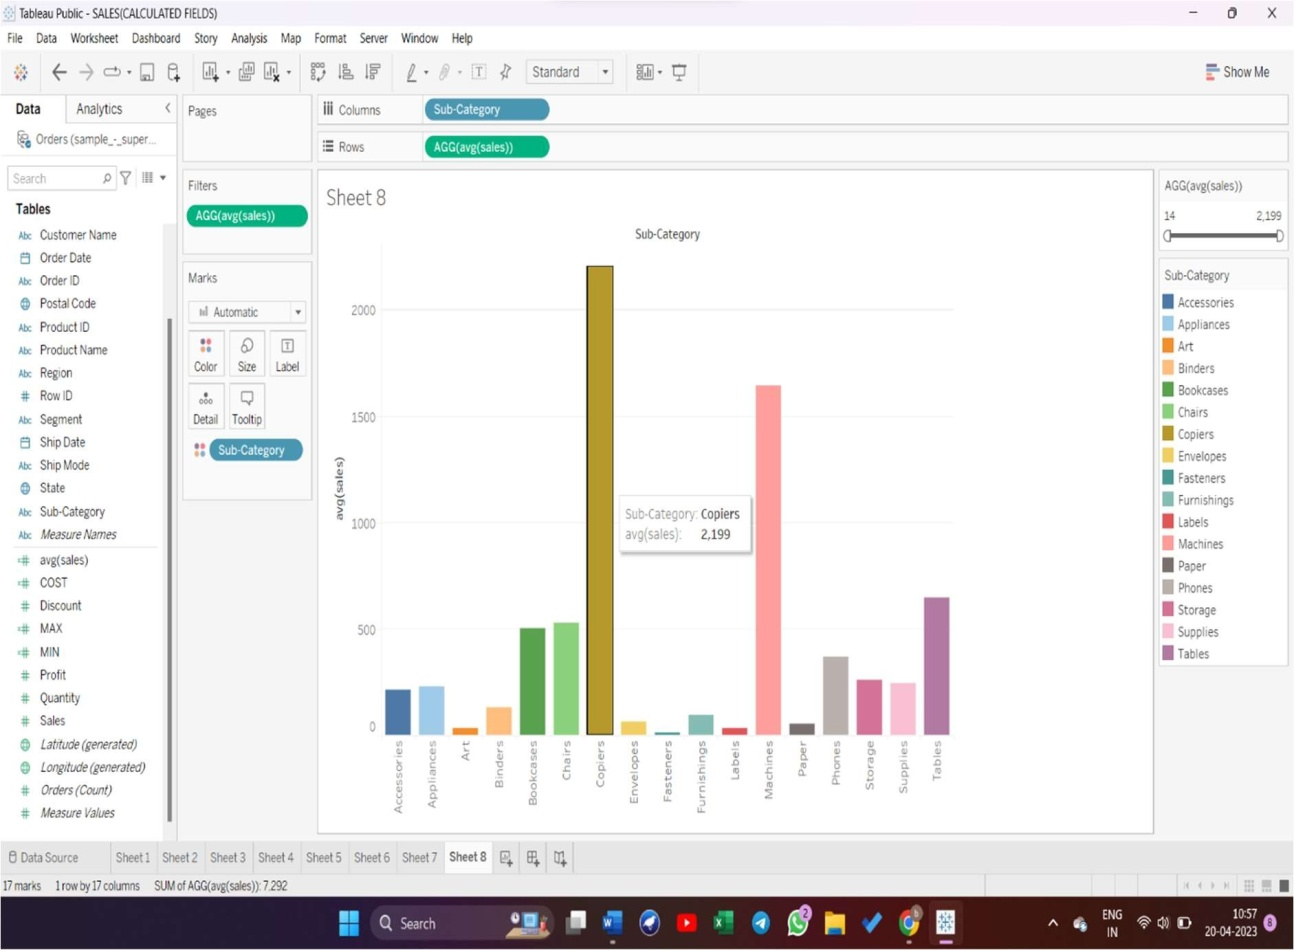 Tableau Public - SALES(CALCULATED FIELDS)
File Data Worksheet Dashboard Story Analysis Map Format Server Window Help
Standard
Show Me
Data Analytics
Orders (sample_-_super...
Search
Tables
Customer Name
Order Date
Order ID
Postal Code
Product ID
Product Name
Region
Row ID
Segment
Ship Date
Ship Mode
State
Sub-Category
Measure Names
avg(sales)
COST
Discount
MAX
MIN
Profit
Quantity
Sales
Latitude (generated)
Longitude (generated)
Orders (Count)
Measure Values
Pages
Filters
AGG(avg(sales))
Marks
Automatic
Color Size Label
Detail Tooltip
Sub-Category
Columns Sub-Category
Rows AGG(avg(sales))
Sheet 8
Sub-Category
2000
1500
1000
500
0
avg(sales)
Sub-Category: Copiers
avg(sales): 2,199
Accessories
Appliances
Art
Binders
Bookcases
Chairs
Copiers
Envelopes
Fasteners
Furnishings
Labels
Machines
Paper
Phones
Storage
Supplies
Tables
AGG(avg(sales))
14 2,199
Sub-Category
Accessories
Appliances
Art
Binders
Bookcases
Chairs
Copiers
Envelopes
Fasteners
Furnishings
Labels
Machines
Paper
Phones
Storage
Supplies
Tables
Data Source Sheet 1 Sheet 2 Sheet 3 Sheet 4 Sheet 5 Sheet 6 Sheet 7 Sheet 8
17 marks 1 row by 17 columns SUM of AGG(avg(sales)): 7,292
Search
ENG
IN
10:57
20-04-2023